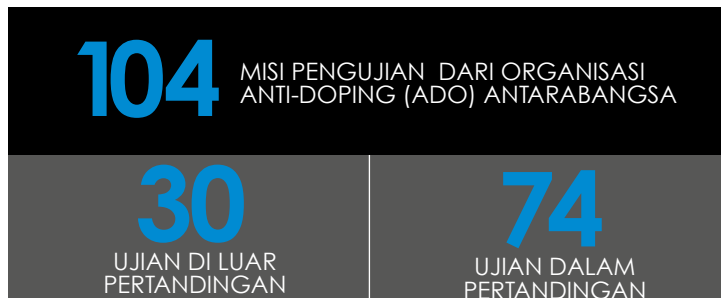 104
MISI PENGUJIAN DARI ORGANISASI
ANTI-DOPING (ADO) ANTARABANGSA
30
UJIAN DI LUAR
PERTANDINGAN
74
UJIAN DALAM
PERTANDINGAN